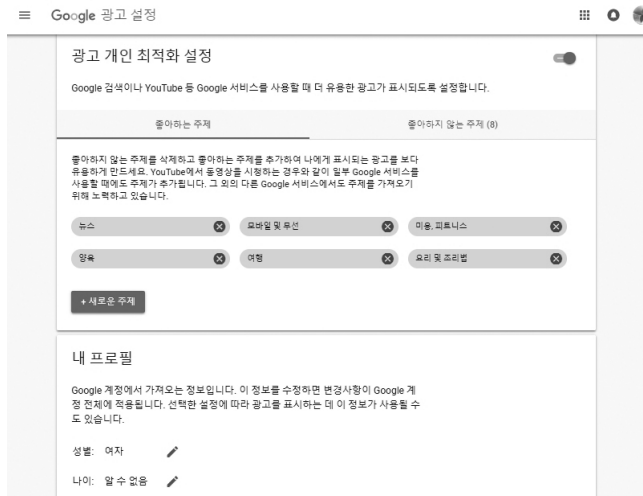 Google 광고 설정
광고 개인 최적화 설정
Google 검색이나 YouTube 등 Google 서비스를 사용할 때 더 유용한 광고가 표시되도록 설정합니다.
좋아하는 주제 좋아하지 않는 주제 (8)
좋아하지 않는 주제를 삭제하고 좋아하는 주제를 추가하여 나에게 표시되는 광고를 보다
유용하게 만드세요. YouTube에서 동영상을 시청하는 경우와 같이 일부 Google 서비스를
사용할 때에도 주제가 추가됩니다. 그 외의 다른 Google 서비스에서도 주제를 가져오기
위해 노력하고 있습니다.
뉴스 모바일 및 무선 미용, 피트니스
양육 여행 요리 및 조리법
+ 새로운 주제
내 프로필
Google 계정에서 가져오는 정보입니다. 이 정보를 수정하면 변경사항이 Google 계
정 전체에 적용됩니다. 선택한 설정에 따라 광고를 표시하는 데 이 정보가 사용될 수
도 있습니다.
성별: 여자
나이: 알 수 없음